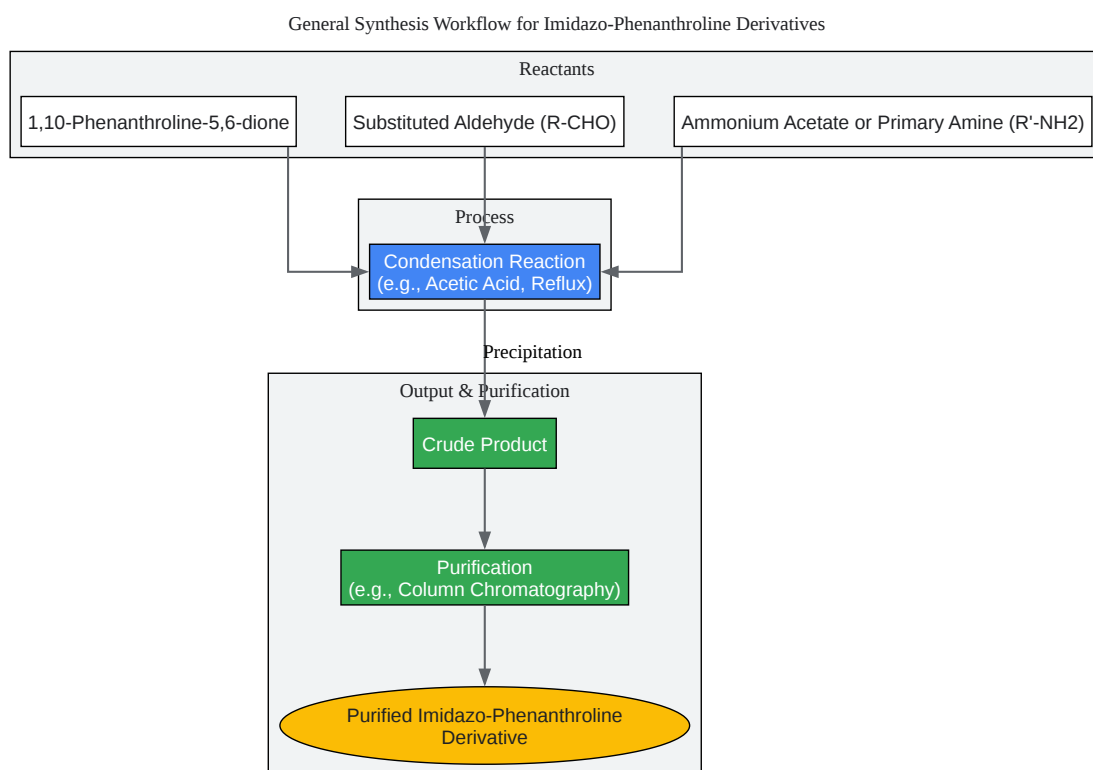 General Synthesis Workflow for Imidazo-Phenanthroline Derivatives
Reactants
1,10-Phenanthroline-5,6-dione
Substituted Aldehyde (R-CHO)
Ammonium Acetate or Primary Amine (R'-NH2)
Process
Condensation Reaction
(e.g., Acetic Acid, Reflux)
Precipitation
Output & Purification
Crude Product
Purification
(e.g., Column Chromatography)
Purified Imidazo-Phenanthroline
Derivative